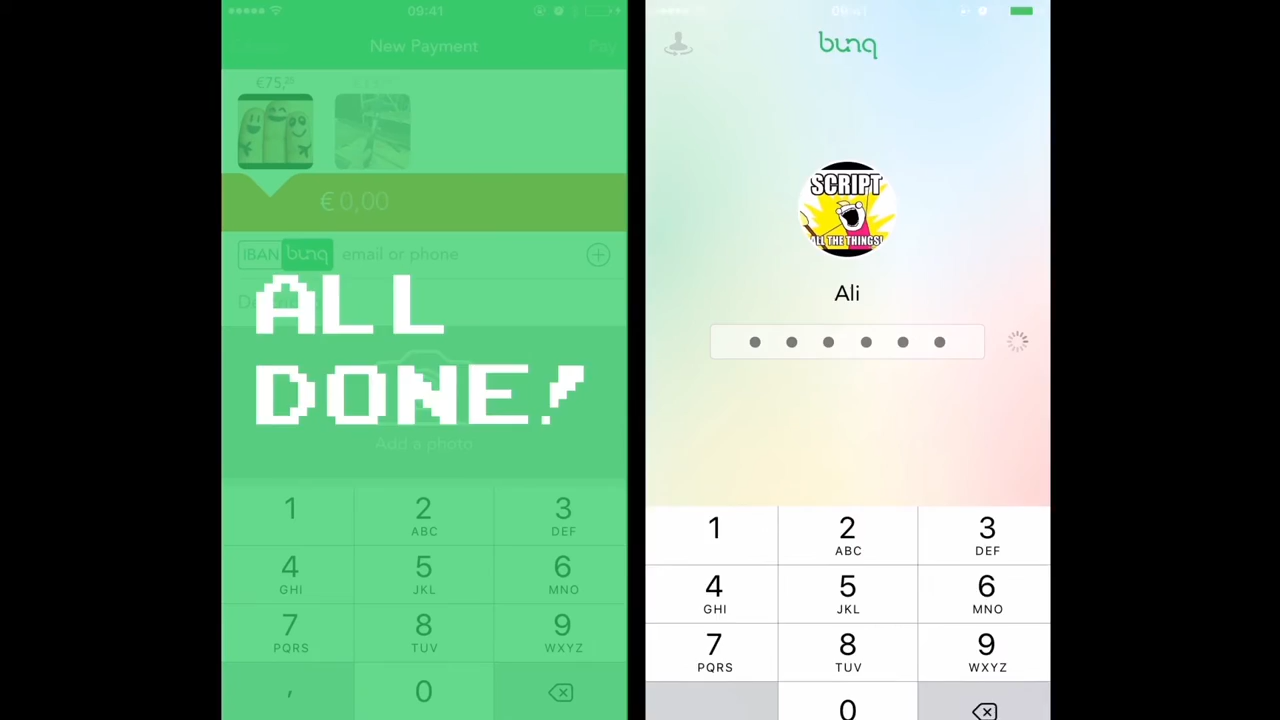 09:41
New Payment
Pay
€75,25
€ 0,00
IBAN bunq email or phone
ALL
DONE!
Add a photo
1 2 3
ABC DEF
4 5 6
GHI JKL MNO
7 8 9
PQRS TUV WXYZ
, 0
09:41
bunq
SCRIPT
ALL THE THINGS!
Ali
1 2 3
ABC DEF
4 5 6
GHI JKL MNO
7 8 9
PQRS TUV WXYZ
0